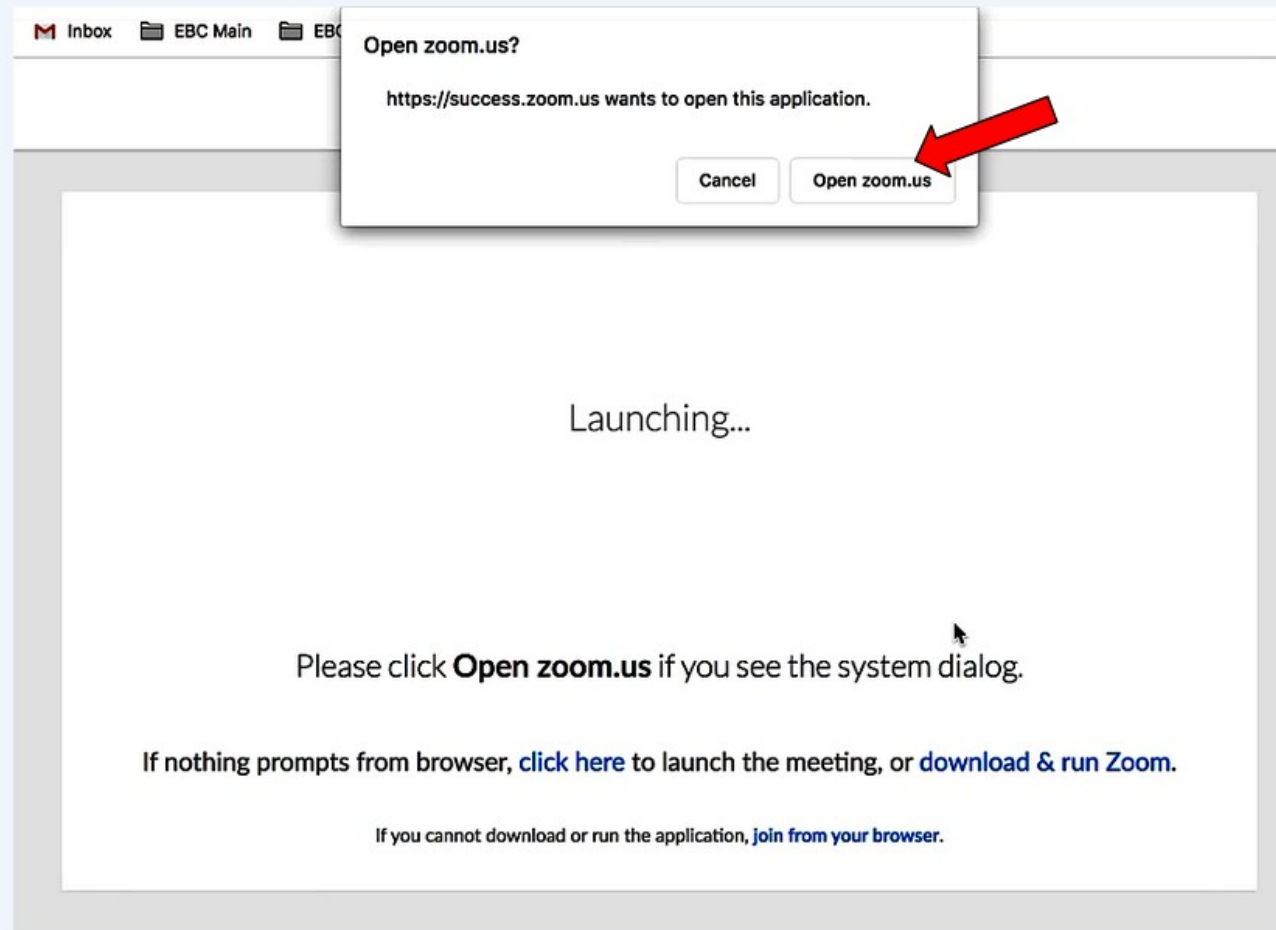 Inbox EBC Main EBC
Open zoom.us?
https://success.zoom.us wants to open this application.
Cancel Open zoom.us
Launching...
Please click Open zoom.us if you see the system dialog.
If nothing prompts from browser, click here to launch the meeting, or download & run Zoom.
If you cannot download or run the application, join from your browser.